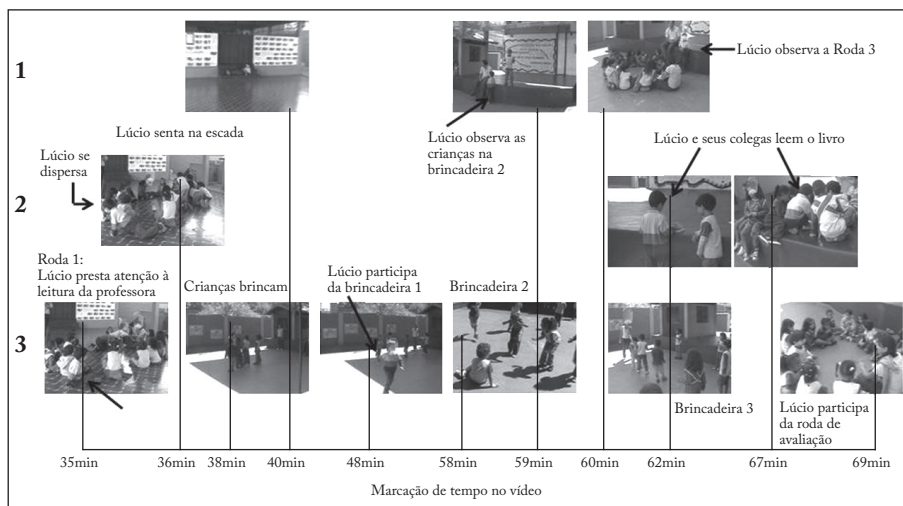 1
Lúcio observa a Roda 3
Lúcio senta na escada
Lúcio observa as
crianças na
brincadeira 2
Lúcio e seus colegas leem o livro
Lúcio se
dispersa
2
Roda 1:
Lúcio presta atenção à
leitura da professora
Crianças brincam
Lúcio participa
da brincadeira 1
Brincadeira 2
3
Brincadeira 3
Lúcio participa
da roda de
avaliação
35min 36min 38min 40min 48min 58min 59min 60min 62min 67min 69min
Marcação de tempo no vídeo